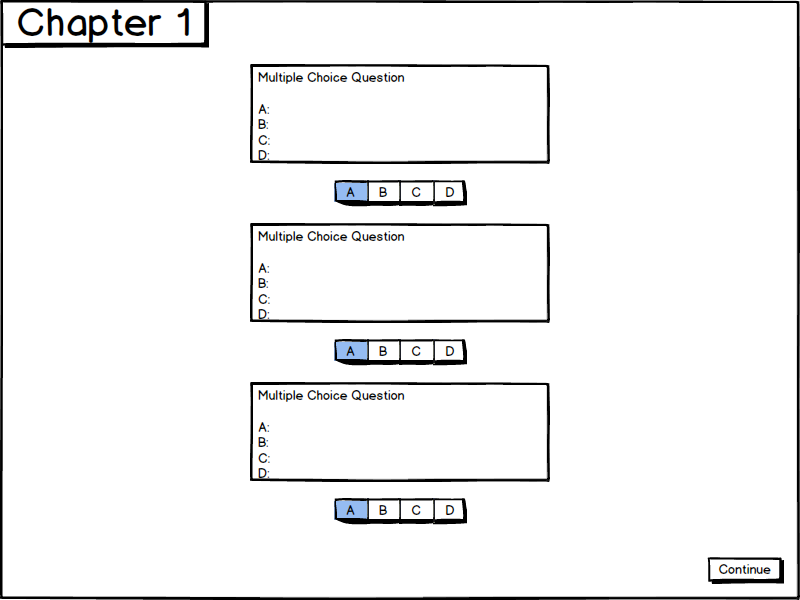 Chapter 1
Multiple Choice Question
A:
B:
C:
D:
A B C D
Multiple Choice Question
A:
B:
C:
D:
A B C D
Multiple Choice Question
A:
B:
C:
D:
A B C D
Continue